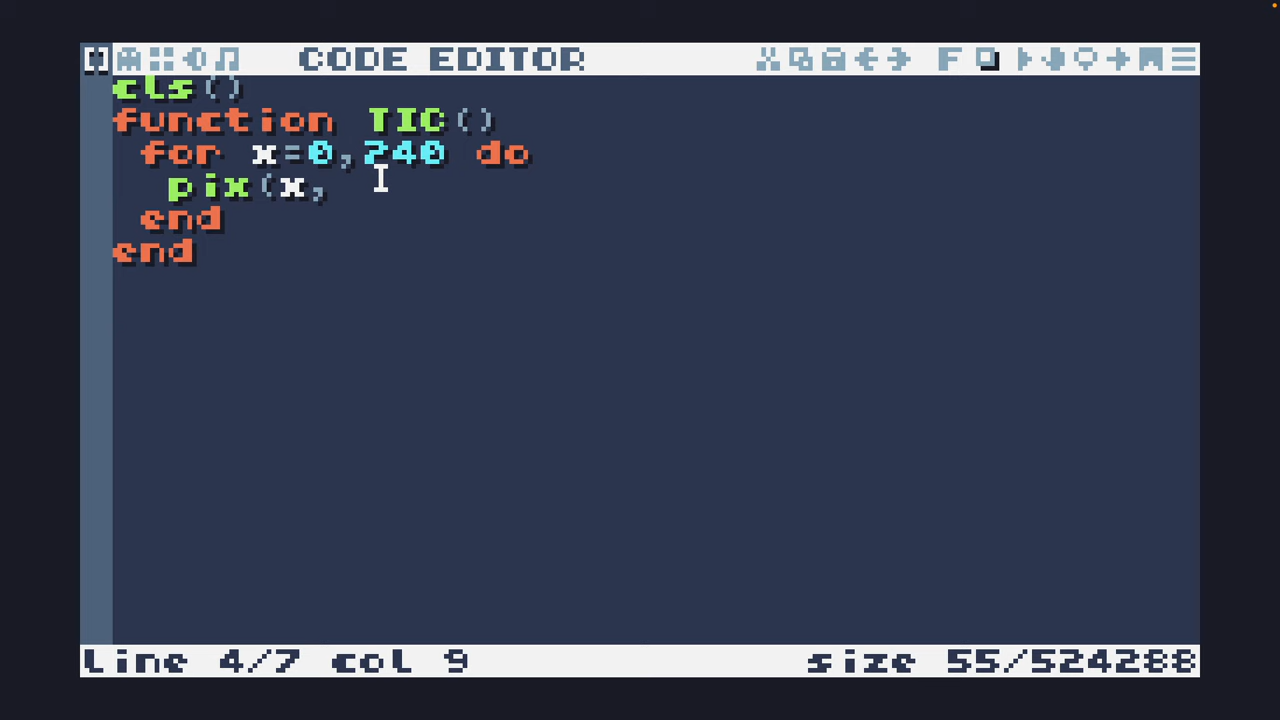 CODE EDITOR
cls()
function TIC()
 for x=0,240 do
  pix(x,
 end
end
line 4/7 col 9
size 55/524288